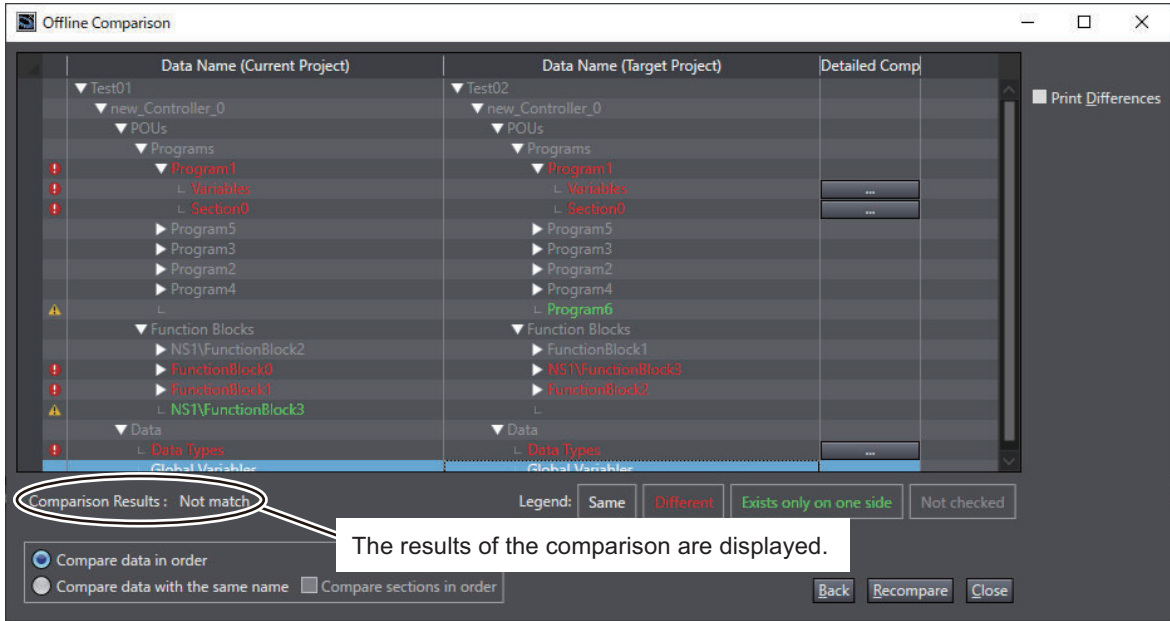 Offline Comparison
Data Name (Current Project) Data Name (Target Project) Detailed Comp
Test01 Test02
new_Controller_0 new_Controller_0
POUs POUs
Programs Programs
Program1 Program1
Variables Variables ...
Section0 Section0 ...
Program5 Program5
Program3 Program3
Program2 Program2
Program4 Program4
Program6
Function Blocks Function Blocks
NS1\FunctionBlock2 FunctionBlock1
FunctionBlock0 NS1\FunctionBlock3
FunctionBlock1 FunctionBlock2
NS1\FunctionBlock3
Data Data
Data Types Data Types ...
Global Variables Global Variables
Print Differences
Comparison Results : Not match Legend: Same Different Exists only on one side Not checked
The results of the comparison are displayed.
Compare data in order
Compare data with the same name Compare sections in order
Back Recompare Close